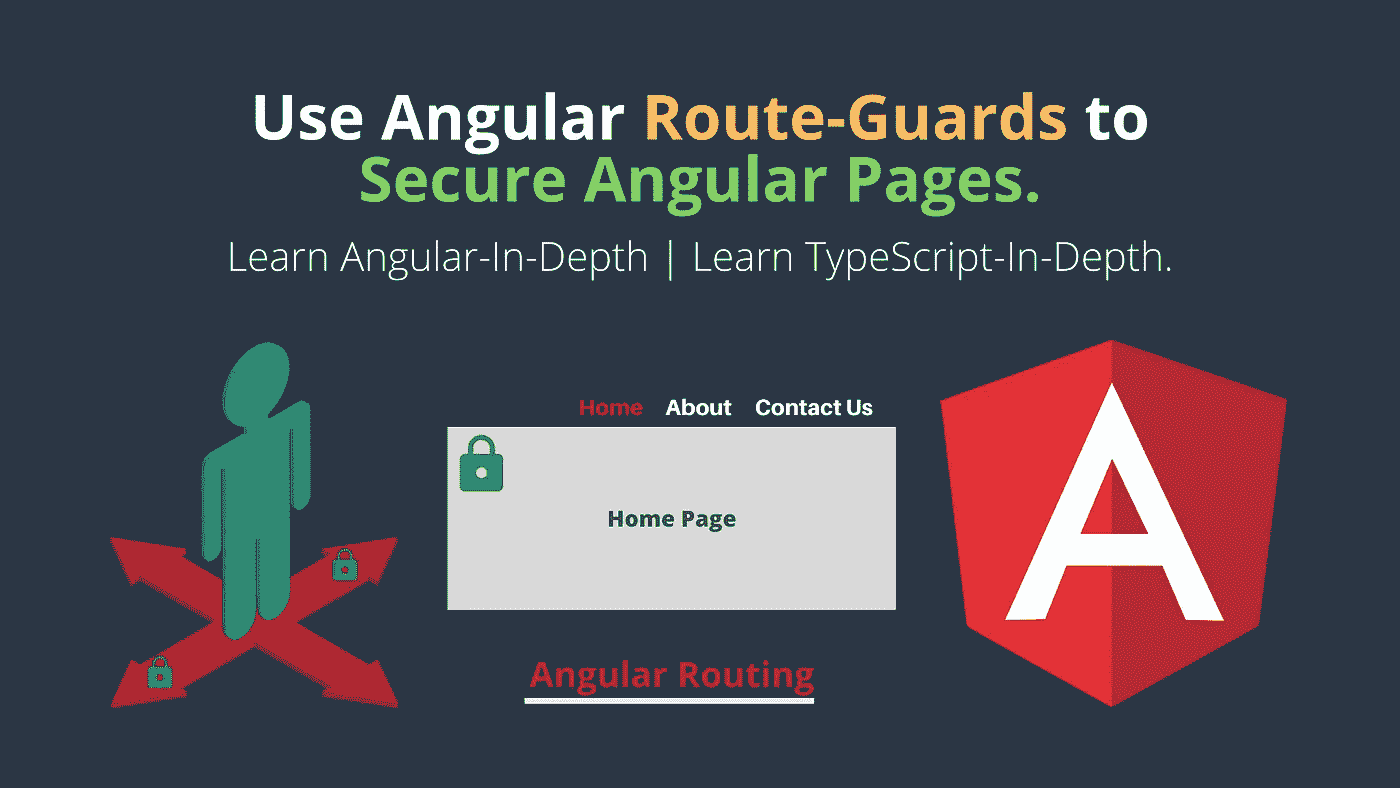 Use Angular Route-Guards to
Secure Angular Pages.
Learn Angular-In-Depth | Learn TypeScript-In-Depth.
Home About Contact Us
Home Page
Angular Routing
A